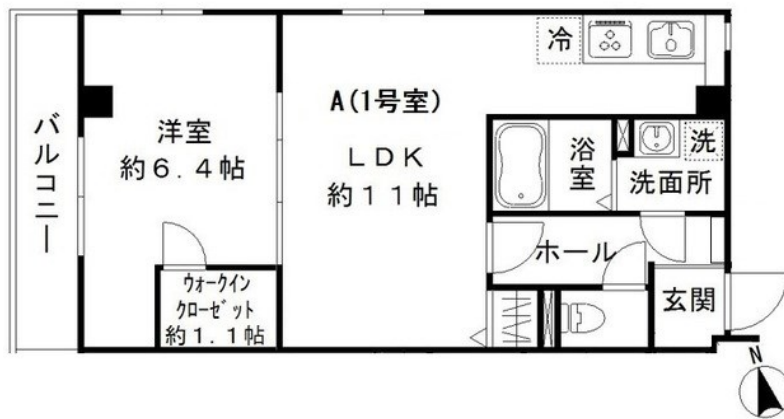 A(1号室)
LDK
約11帖
洋室
約6.4帖
バルコニー
ウォークイン
クローゼット
約1.1帖
冷
浴室
洗
洗面所
ホール
玄関
N